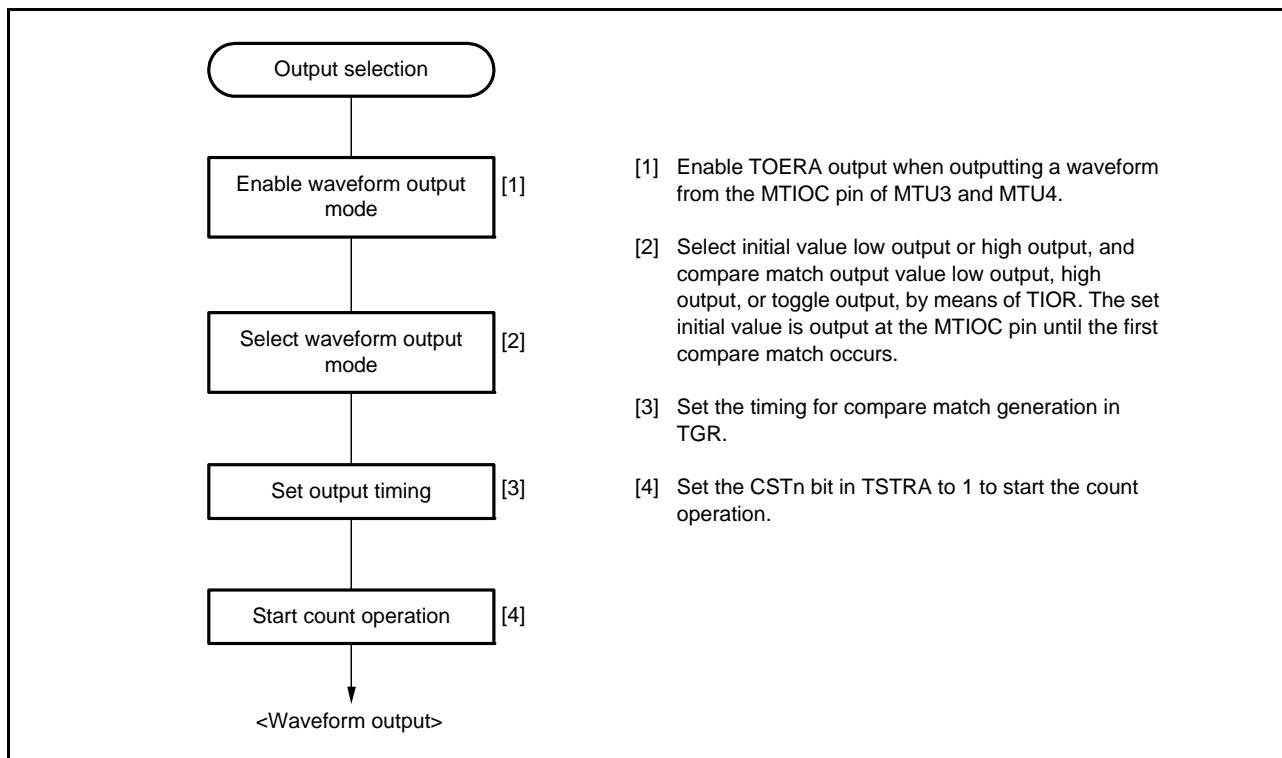 Output selection
Enable waveform output
mode
[1]
Select waveform output
mode
[2]
Set output timing
[3]
Start count operation
[4]
<Waveform output>
[1] Enable TOERA output when outputting a waveform
from the MTIOC pin of MTU3 and MTU4.
[2] Select initial value low output or high output, and
compare match output value low output, high
output, or toggle output, by means of TIOR. The set
initial value is output at the MTIOC pin until the first
compare match occurs.
[3] Set the timing for compare match generation in
TGR.
[4] Set the CSTn bit in TSTRA to 1 to start the count
operation.